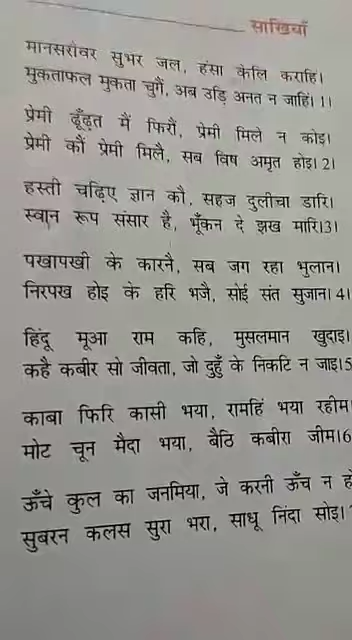 साखियाँ
मानसरोवर सुभर जल, हंसा केलि कराहिं।
मुकताफल मुकता चुगैं, अब उड़ि अनत न जाहिं। 1।
प्रेमी ढूँढ़त मैं फिरौं, प्रेमी मिले न कोइ।
प्रेमी कौं प्रेमी मिलै, सब विष अमृत होइ। 2।
हस्ती चढ़िए ज्ञान कौ, सहज दुलीचा डारि।
स्वान रूप संसार है, भूँकन दे झख मारि।3।
पखापखी के कारनै, सब जग रहा भुलान।
निरपख होइ के हरि भजै, सोई संत सुजान। 4।
हिंदू मूआ राम कहि, मुसलमान खुदाइ।
कहै कबीर सो जीवता, जो दुहुँ के निकटि न जाइ।5
काबा फिरि कासी भया, रामहिं भया रहीम।
मोट चून मैदा भया, बैठि कबीरा जीम।6
ऊँचे कुल का जनमिया, जे करनी ऊँच न
सुबरन कलस सुरा भरा, साधू निंदा सोइ।